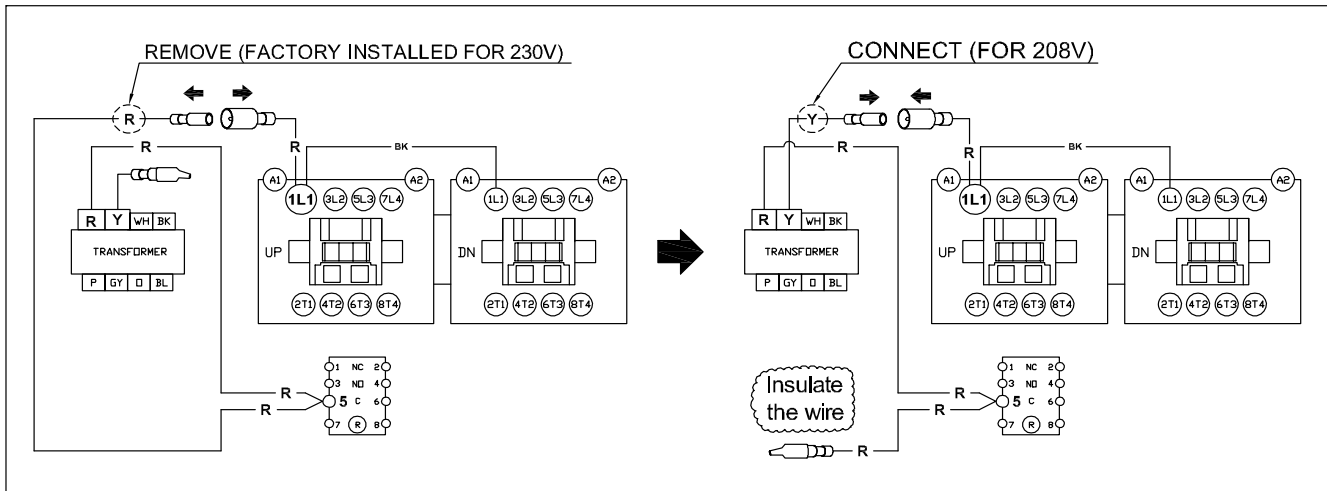 REMOVE (FACTORY INSTALLED FOR 230V)
R
R
R
BK
A1 A2 A1 A2
1L1 3L2 5L3 7L4 1L1 3L2 5L3 7L4
R Y WH BK
TRANSFORMER
UP
DN
P GY O BL
2T1 4T2 6T3 8T4 2T1 4T2 6T3 8T4
1 NC 2
R
3 NO 4
R
5 C 6
7 R 8
CONNECT (FOR 208V)
Y
R
R
BK
A1 A2 A1 A2
1L1 3L2 5L3 7L4 1L1 3L2 5L3 7L4
R Y WH BK
TRANSFORMER
UP
DN
P GY O BL
2T1 4T2 6T3 8T4 2T1 4T2 6T3 8T4
1 NC 2
Insulate
the wire
R
3 NO 4
R
5 C 6
7 R 8
R